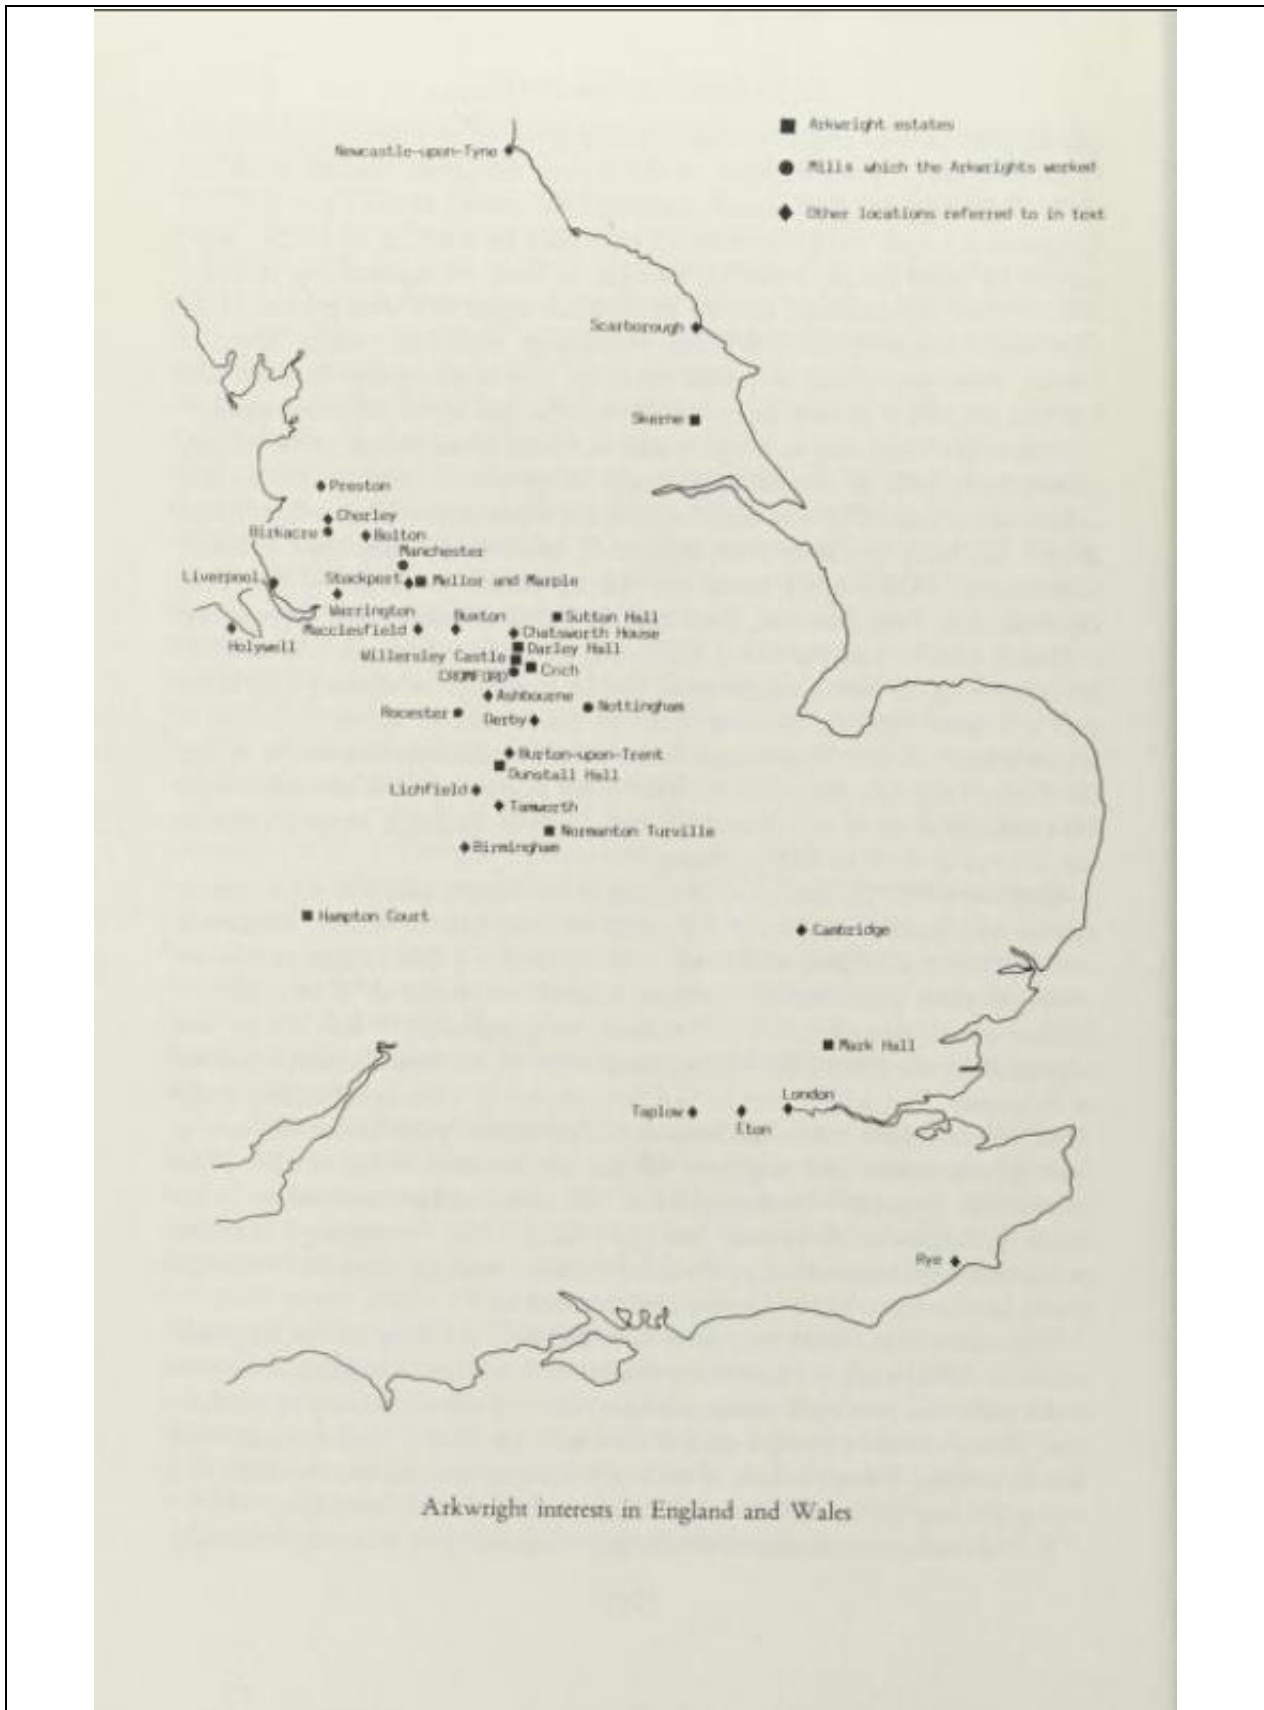 Arkwright estates
Newcastle-upon-Tyne
Mills which the Arkwrights worked
Other locations referred to in text
Scarborough
Skerne
Preston
Chorley
Birkacre
Bolton
Manchester
Liverpool
Stockport
Mellor and Marple
Warrington
Buxton
Sutton Hall
Macclesfield
Chatsworth House
Holywell
Darley Hall
Willersley Castle
Crich
CROMFORD
Ashbourne
Nottingham
Rocester
Derby
Burton-upon-Trent
Dunstall Hall
Lichfield
Tamworth
Normanton Turville
Birmingham
Hampton Court
Cambridge
Mark Hall
London
Taplow
Eton
Rye
Arkwright interests in England and Wales